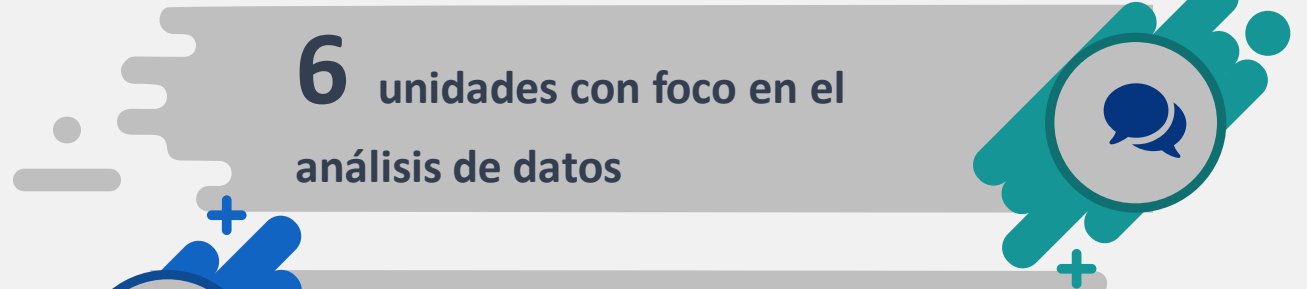 6 unidades con foco en el
análisis de datos